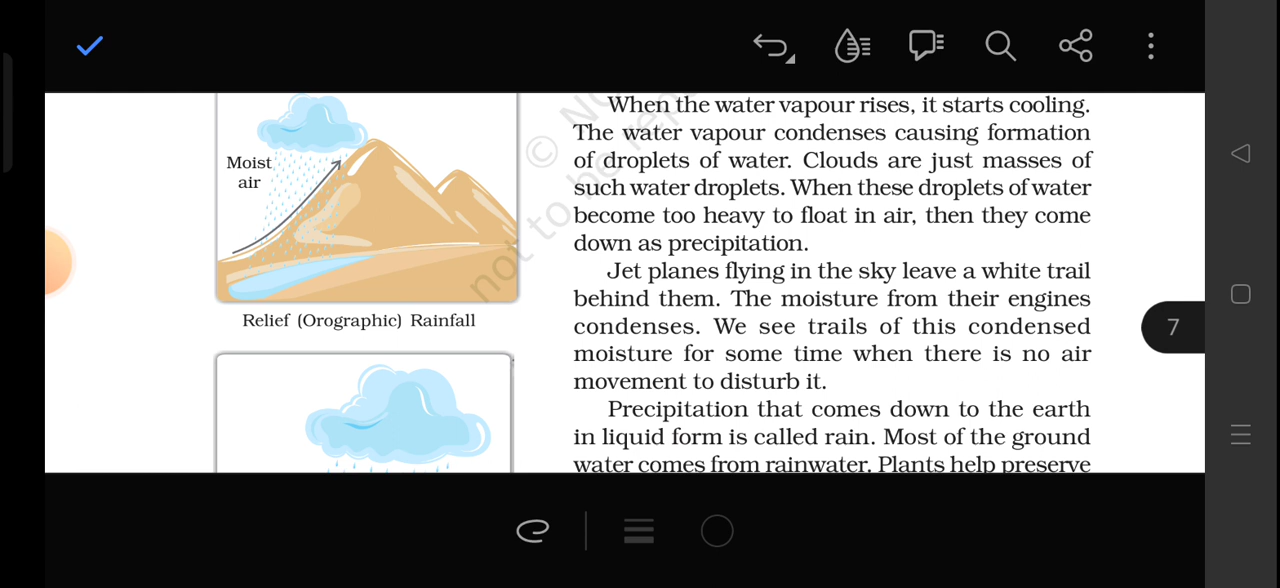 Moist
air
Relief (Orographic) Rainfall
When the water vapour rises, it starts cooling.
The water vapour condenses causing formation
of droplets of water. Clouds are just masses of
such water droplets. When these droplets of water
become too heavy to float in air, then they come
down as precipitation.
Jet planes flying in the sky leave a white trail
behind them. The moisture from their engines
condenses. We see trails of this condensed
moisture for some time when there is no air
movement to disturb it.
Precipitation that comes down to the earth
in liquid form is called rain. Most of the ground
water comes from rainwater. Plants help preserve
© N
not to be re
7